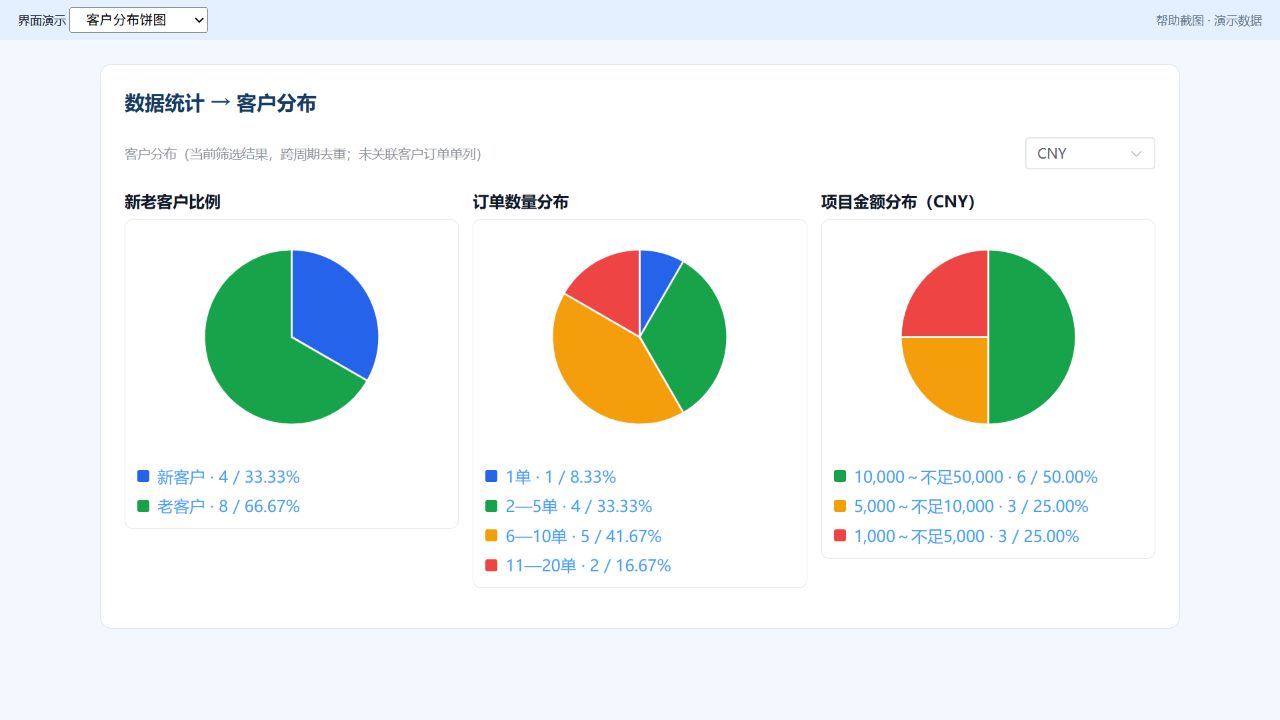 界面演示 客户分布饼图 帮助截图 · 演示数据
数据统计 → 客户分布
客户分布（当前筛选结果，跨周期去重；未关联客户订单单列） CNY
新老客户比例
新客户 · 4 / 33.33%
老客户 · 8 / 66.67%
订单数量分布
1单 · 1 / 8.33%
2—5单 · 4 / 33.33%
6—10单 · 5 / 41.67%
11—20单 · 2 / 16.67%
项目金额分布（CNY）
10,000～不足50,000 · 6 / 50.00%
5,000～不足10,000 · 3 / 25.00%
1,000～不足5,000 · 3 / 25.00%